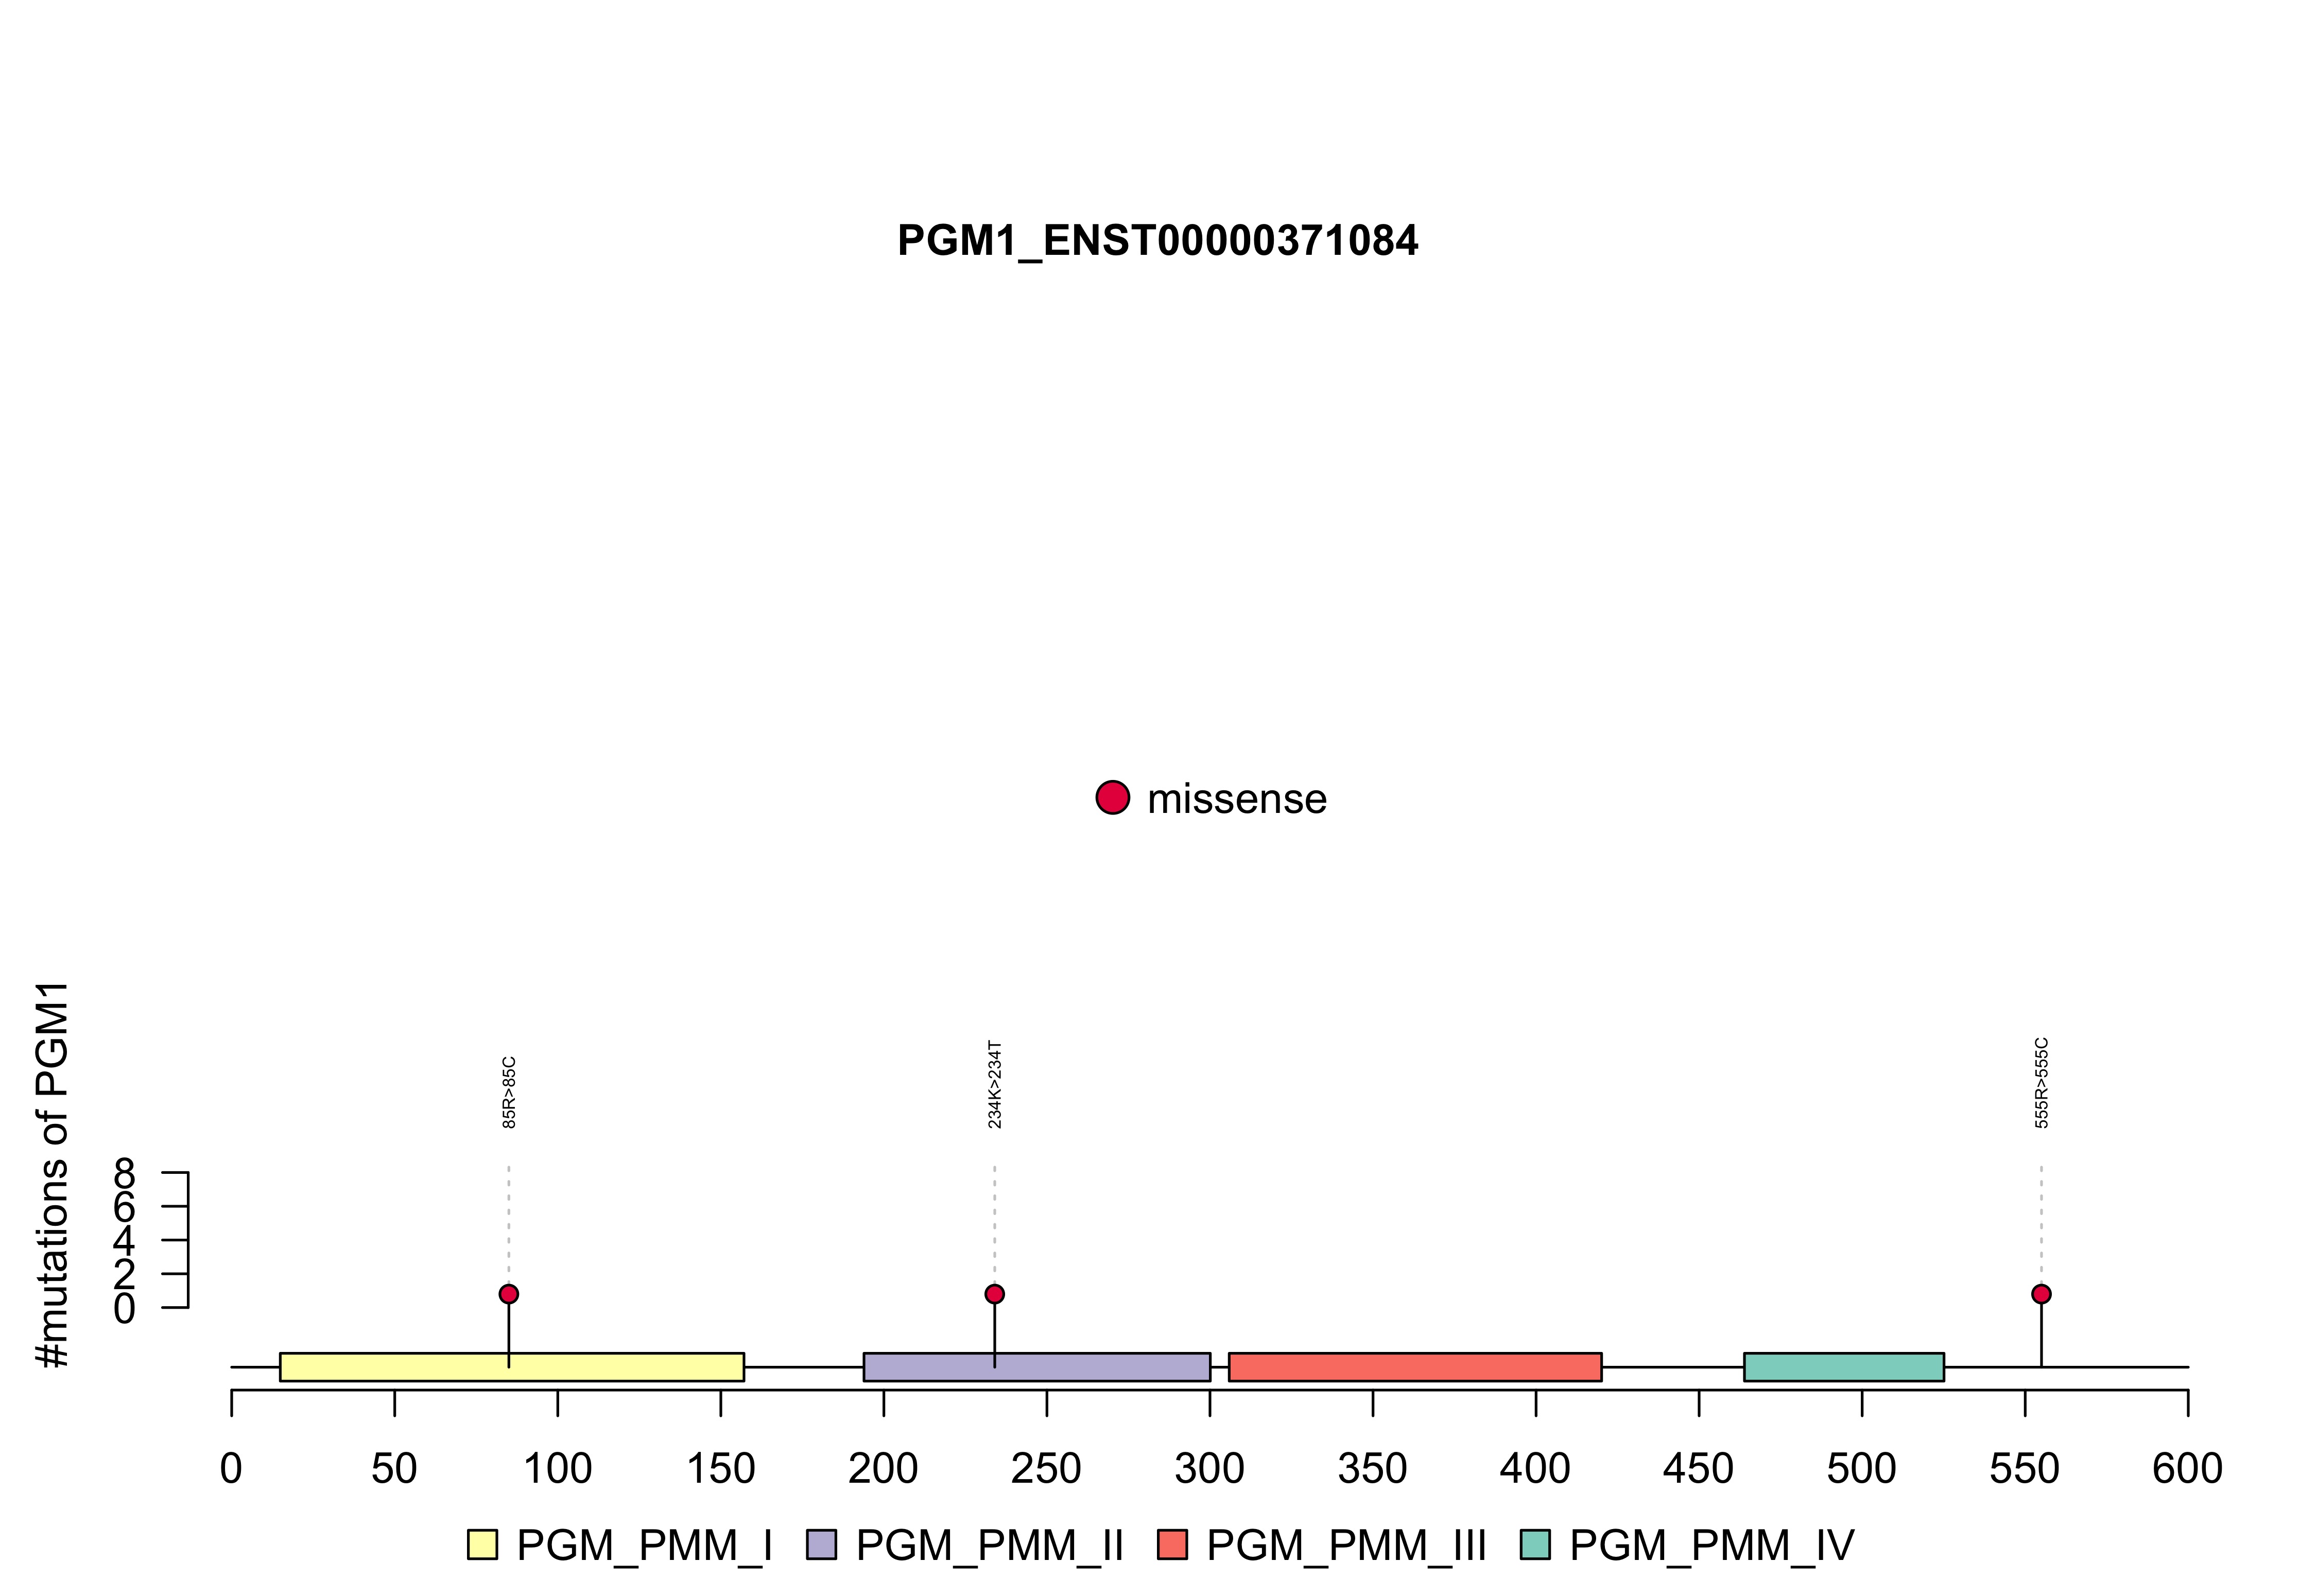 PGM1_ENST00000371084
missense
#mutations of PGM1
85R>85C
234K>234T
555R>555C
8
6
4
2
0
0 50 100 150 200 250 300 350 400 450 500 550 600
PGM_PMM_I PGM_PMM_II PGM_PMM_III PGM_PMM_IV